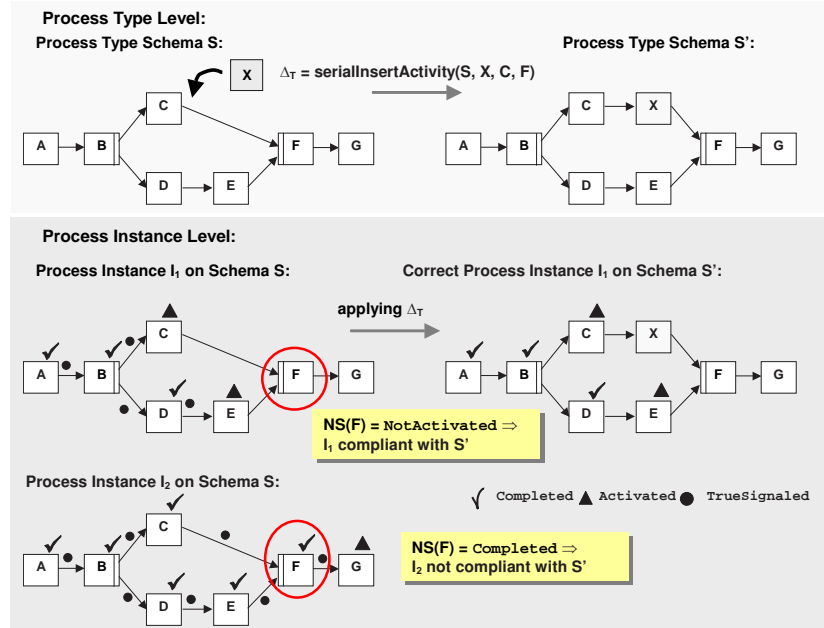 Process Type Level:
Process Type Schema S:
Process Type Schema S’:
X
ΔT = serialInsertActivity(S, X, C, F)
C
A
B
F
G
D
E
C
X
A
B
F
G
D
E
Process Instance Level:
Process Instance I1 on Schema S:
Correct Process Instance I1 on Schema S’:
applying ΔT
C
A
B
F
G
D
E
C
X
A
B
F
G
D
E
NS(F) = NotActivated ⇒
I1 compliant with S’
Process Instance I2 on Schema S:
Completed
Activated
TrueSignaled
C
A
B
F
G
D
E
NS(F) = Completed ⇒
I2 not compliant with S’